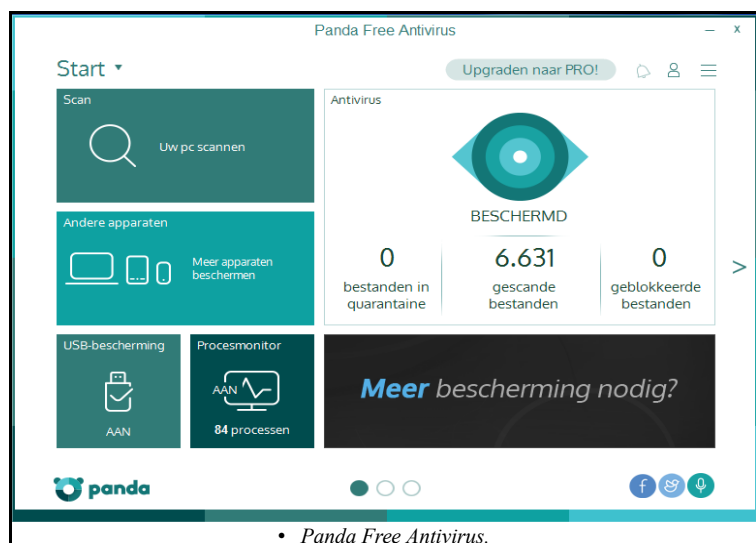 Panda Free Antivirus
Start
Upgraden naar PRO!
Scan
Uw pc scannen
Andere apparaten
Meer apparaten
beschermen
USB-bescherming
AAN
Procesmonitor
AAN
84 processen
Antivirus
BESCHERMD
0
bestanden in
quarantaine
6.631
gescande
bestanden
0
geblokkeerde
bestanden
>
Meer bescherming nodig?
panda
f
• Panda Free Antivirus.